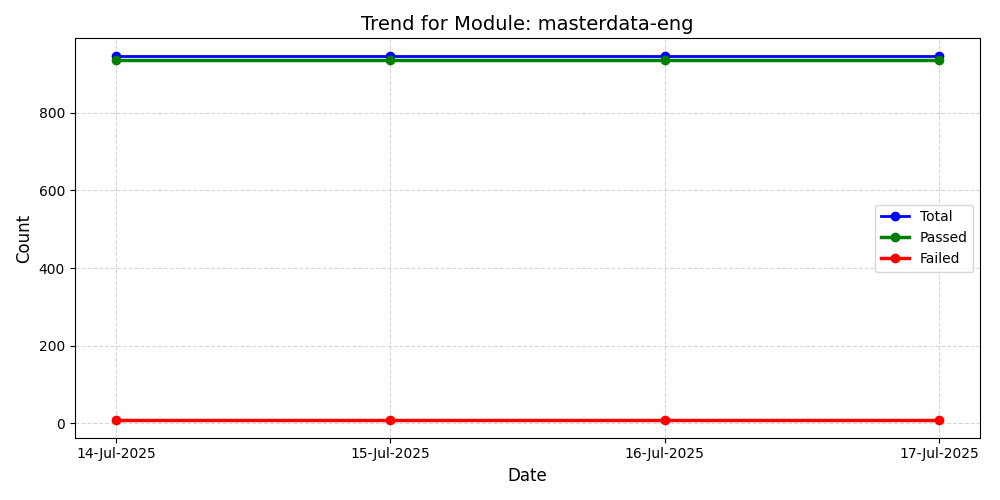 Trend for Module: masterdata-eng
Count
800
600
400
200
0
Total
Passed
Failed
14-Jul-2025
15-Jul-2025
16-Jul-2025
17-Jul-2025
Date